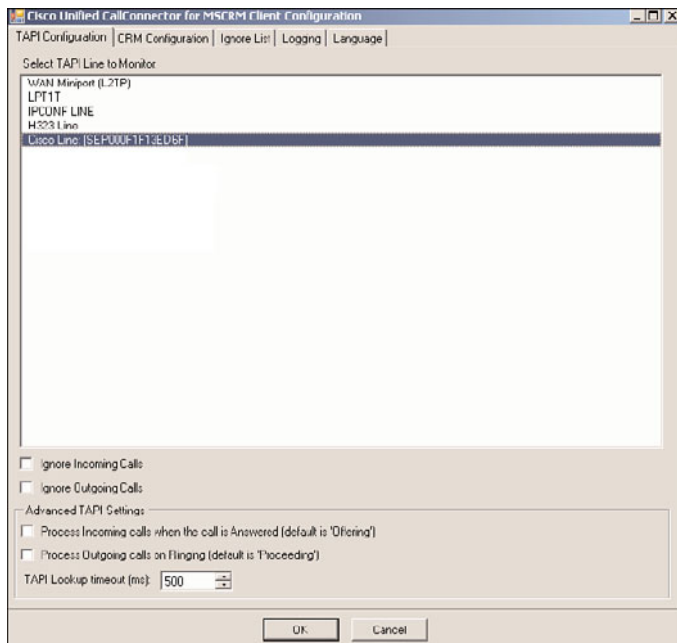 Cisco Unified CallConnector for MSCRM Client Configuration
TAPI Configuration CRM Configuration Ignore List Logging Language
Select TAPI Line to Monitor
WAN Miniport (L2TP)
LPT1T
IPCONF LINE
H323 Line
Cisco Line: [SEP000F1F13ED6F]
Ignore Incoming Calls
Ignore Outgoing Calls
Advanced TAPI Settings
Process Incoming calls when the call is Answered (default is 'Offering')
Process Outgoing calls on Ringing (default is 'Proceeding')
TAPI Lookup timeout (ms): 500
OK Cancel